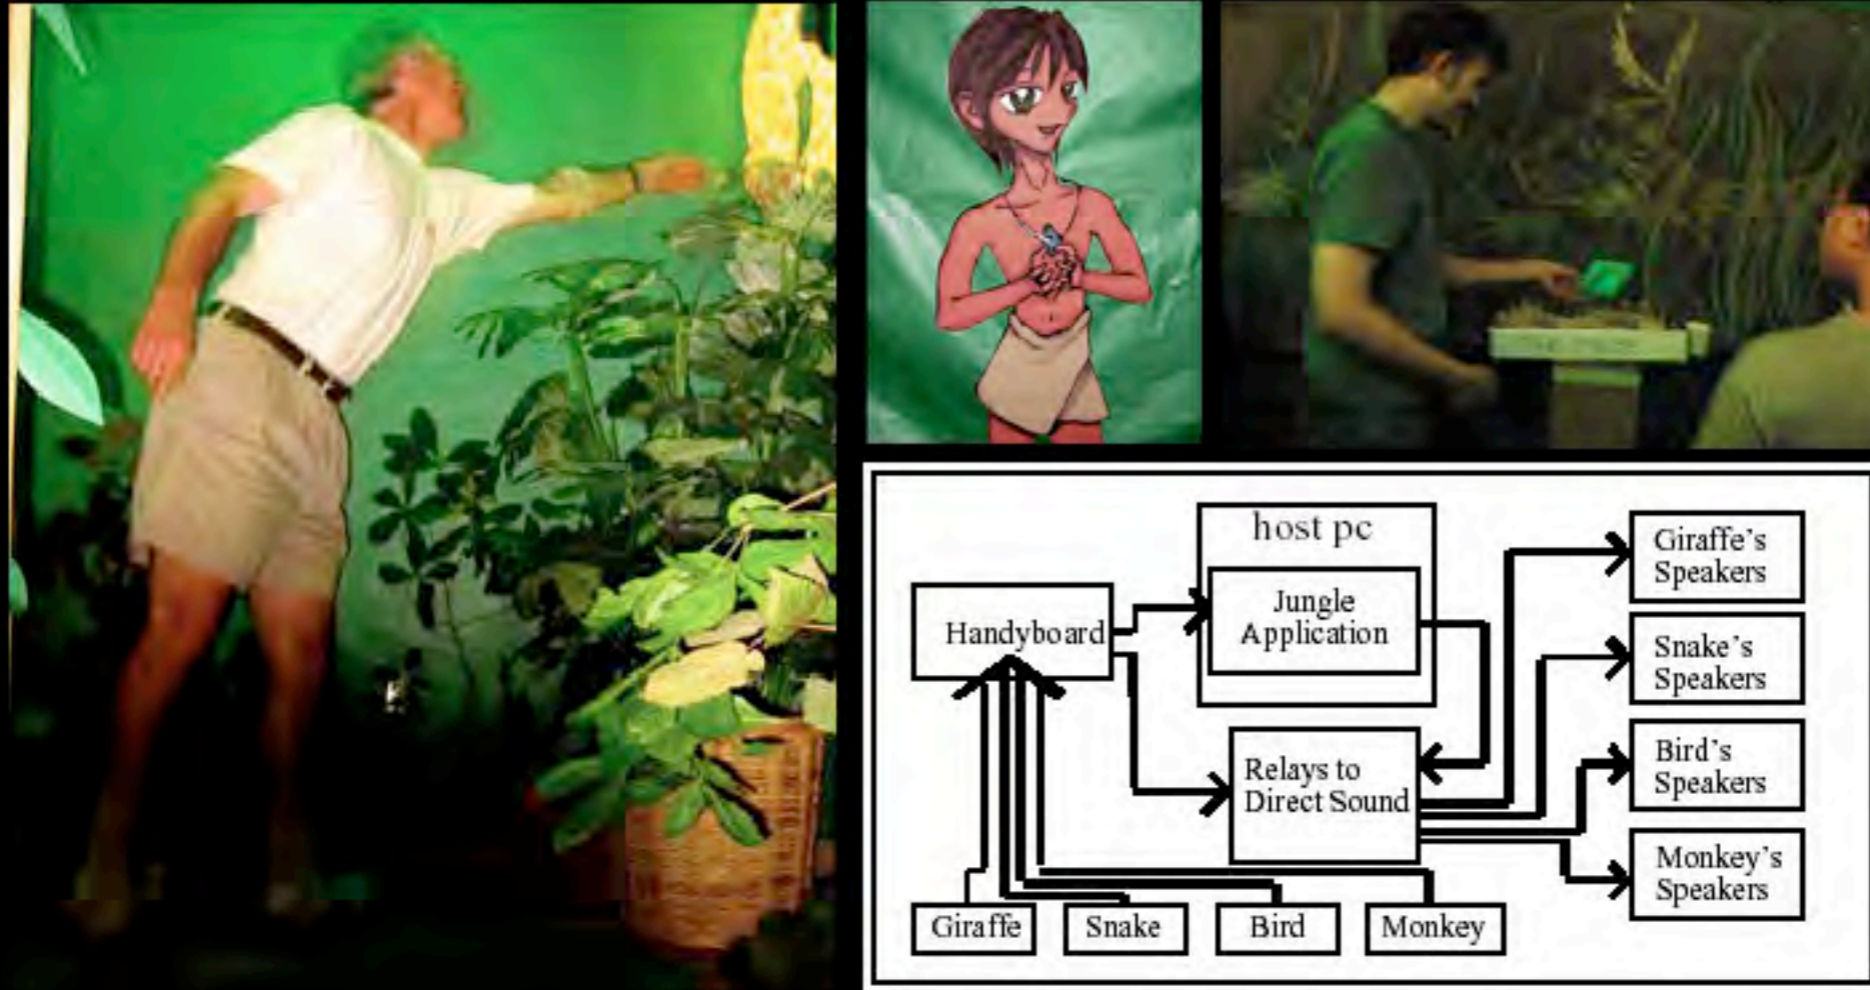 host pc
Jungle
Application
Handyboard
Relays to
Direct Sound
Giraffe's
Speakers
Snake's
Speakers
Bird's
Speakers
Monkey's
Speakers
Giraffe
Snake
Bird
Monkey